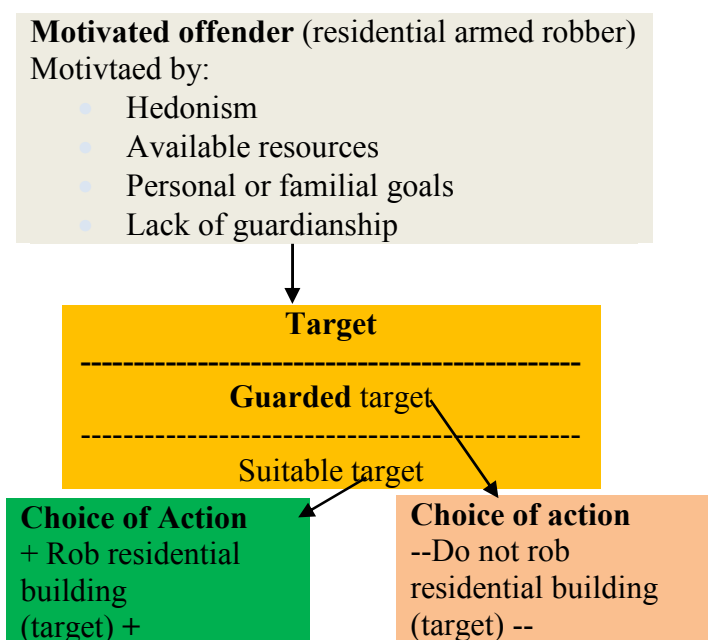 Motivated offender (residential armed robber)
Motivtaed by:
Hedonism
Available resources
Personal or familial goals
Lack of guardianship
Target
-----------------------------------------------
Guarded target
-----------------------------------------------
Suitable target
Choice of Action
+ Rob residential
building
(target) +
Choice of action
--Do not rob
residential building
(target) --